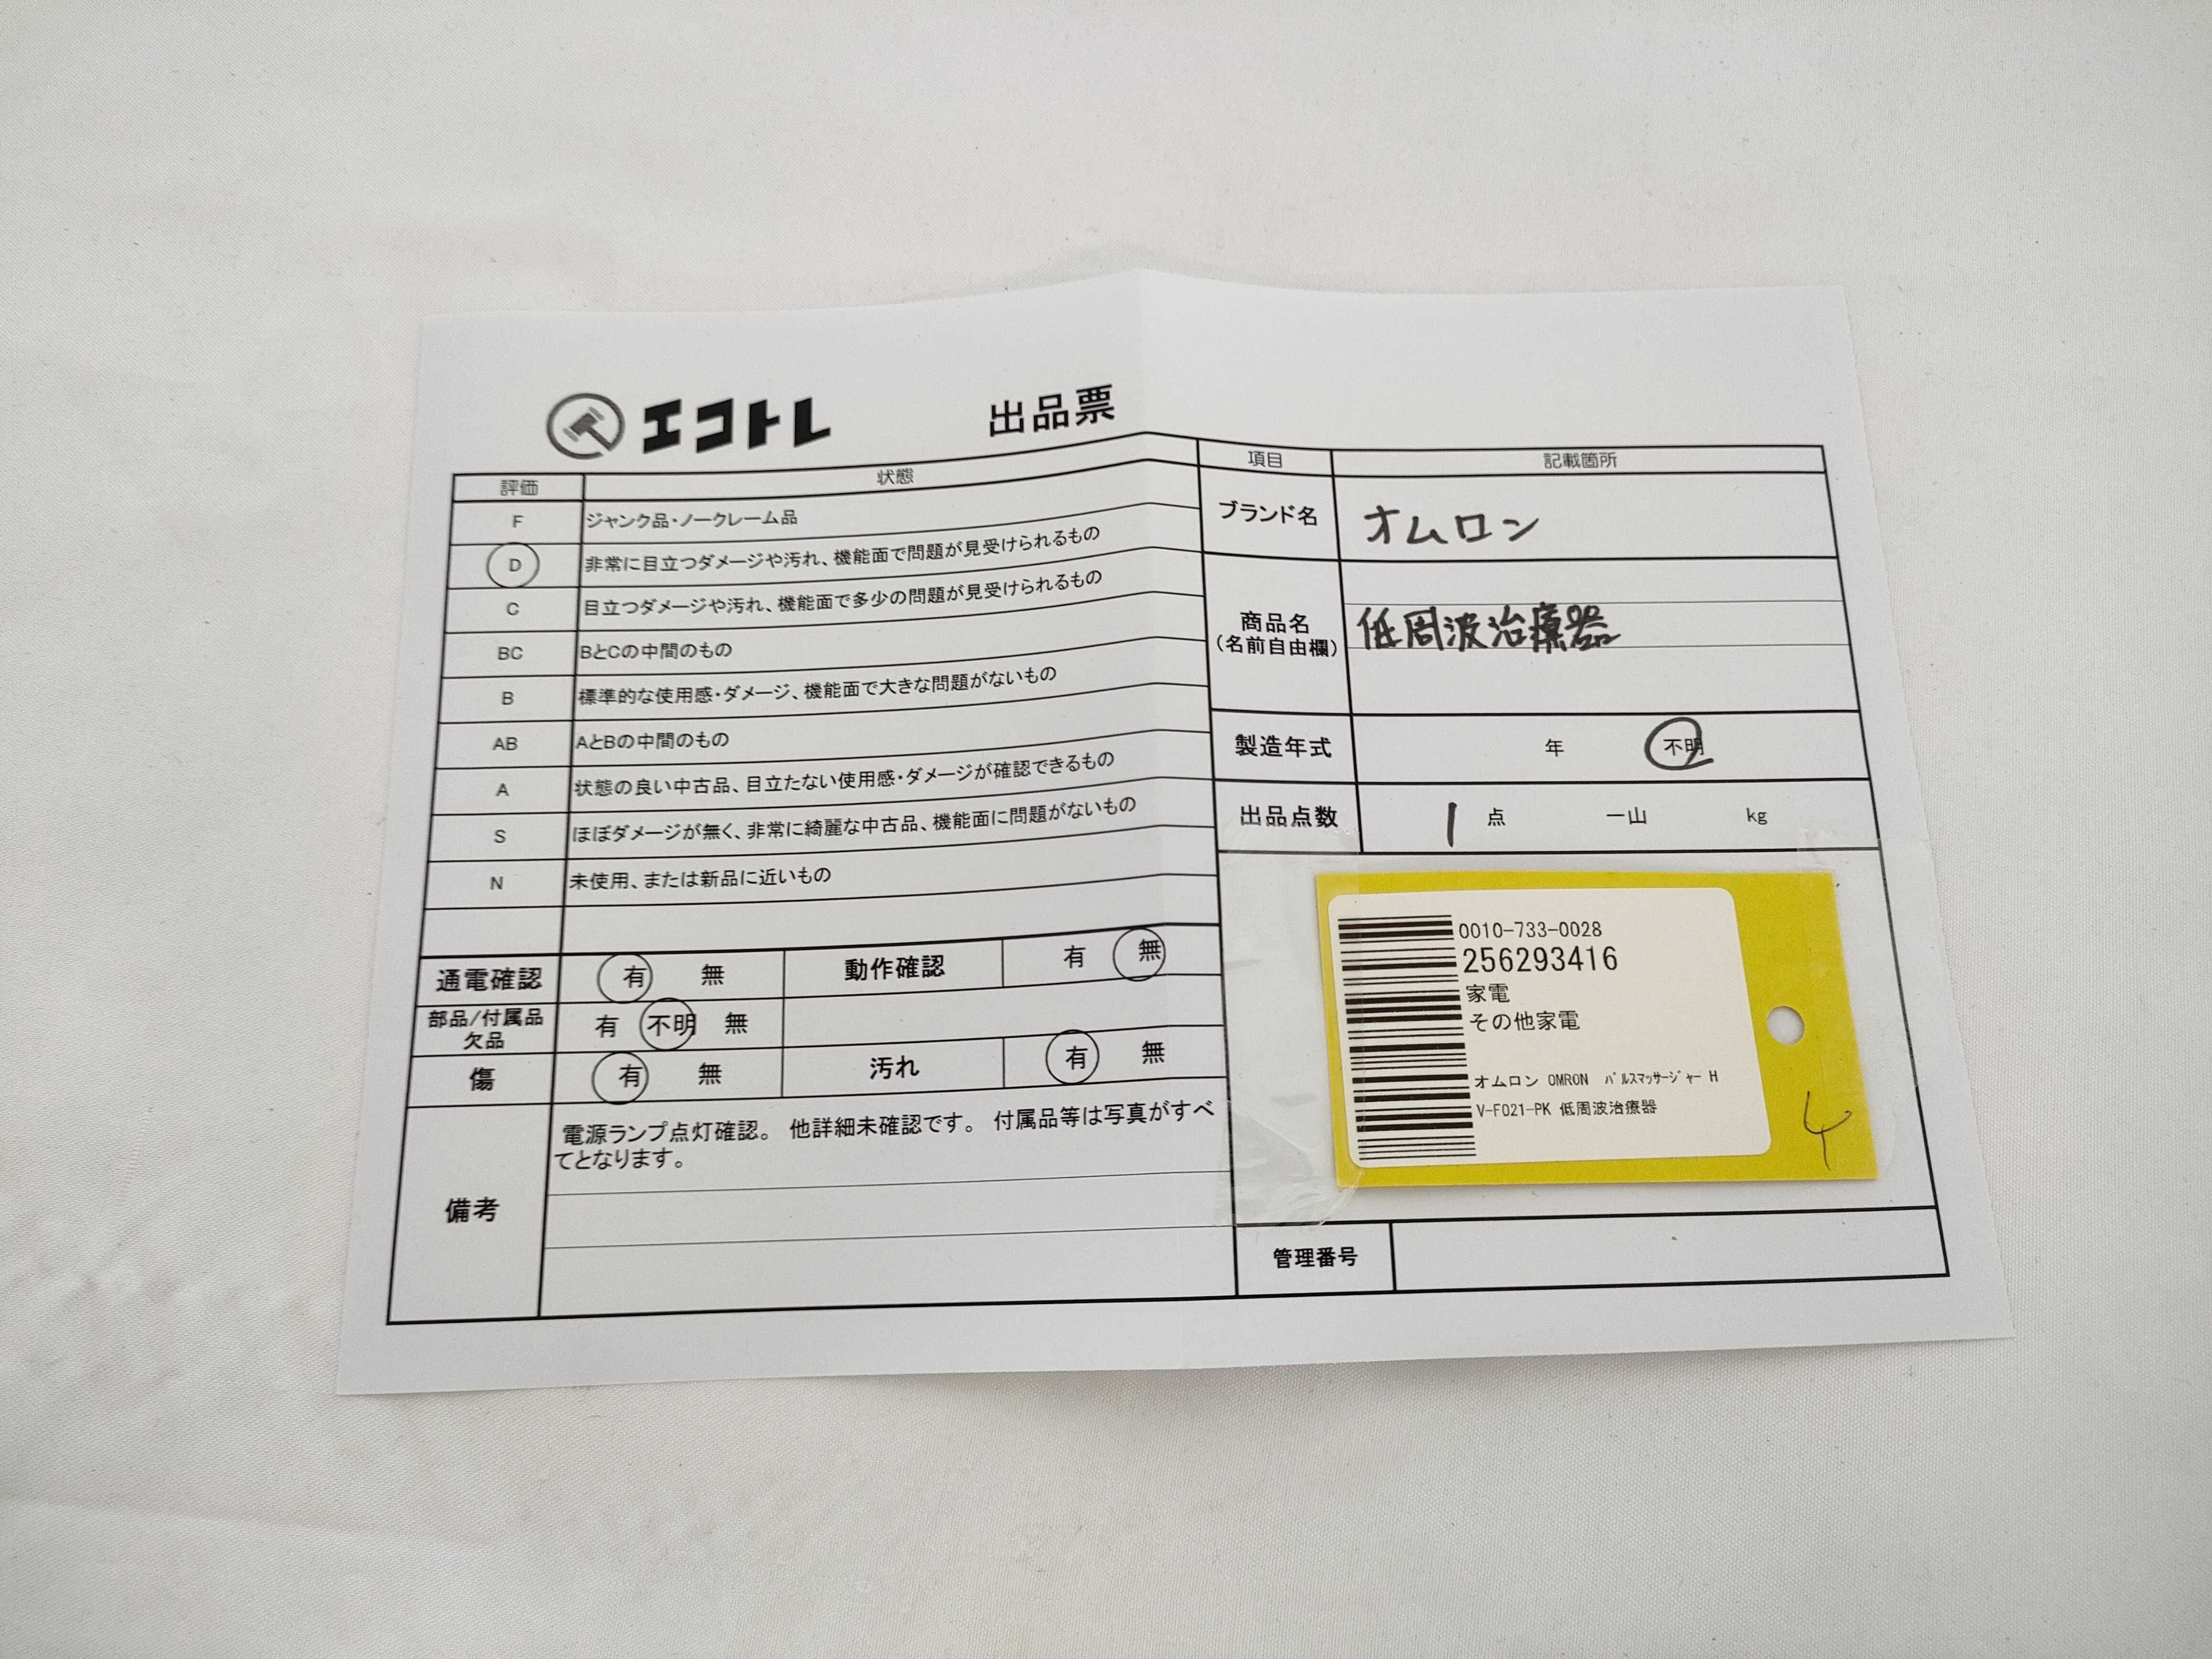 エコトレ 出品票
評価 状態
F ジャンク品・ノークレーム品
D 非常に目立つダメージや汚れ、機能面で問題が見受けられるもの
C 目立つダメージや汚れ、機能面で多少の問題が見受けられるもの
BC BとCの中間のもの
B 標準的な使用感・ダメージ、機能面で大きな問題がないもの
AB AとBの中間のもの
A 状態の良い中古品、目立たない使用感・ダメージが確認できるもの
S ほぼダメージが無く、非常に綺麗な中古品、機能面に問題がないもの
N 未使用、または新品に近いもの
通電確認 有 無 動作確認 有 無
部品/付属品
欠品 有 不明 無
傷 有 無 汚れ 有 無
備考
電源ランプ点灯確認。 他詳細未確認です。 付属品等は写真がすべ
てとなります。
項目 記載箇所
ブランド名 オムロン
商品名
(名前自由欄) 低周波治療器
製造年式 年 不明
出品点数 1 点 一山 kg
0010-733-0028
256293416
家電
その他家電
オムロン OMRON ﾊﾟﾙｽﾏｯｻｰｼﾞｬｰ H
V-F021-PK 低周波治療器
4
管理番号